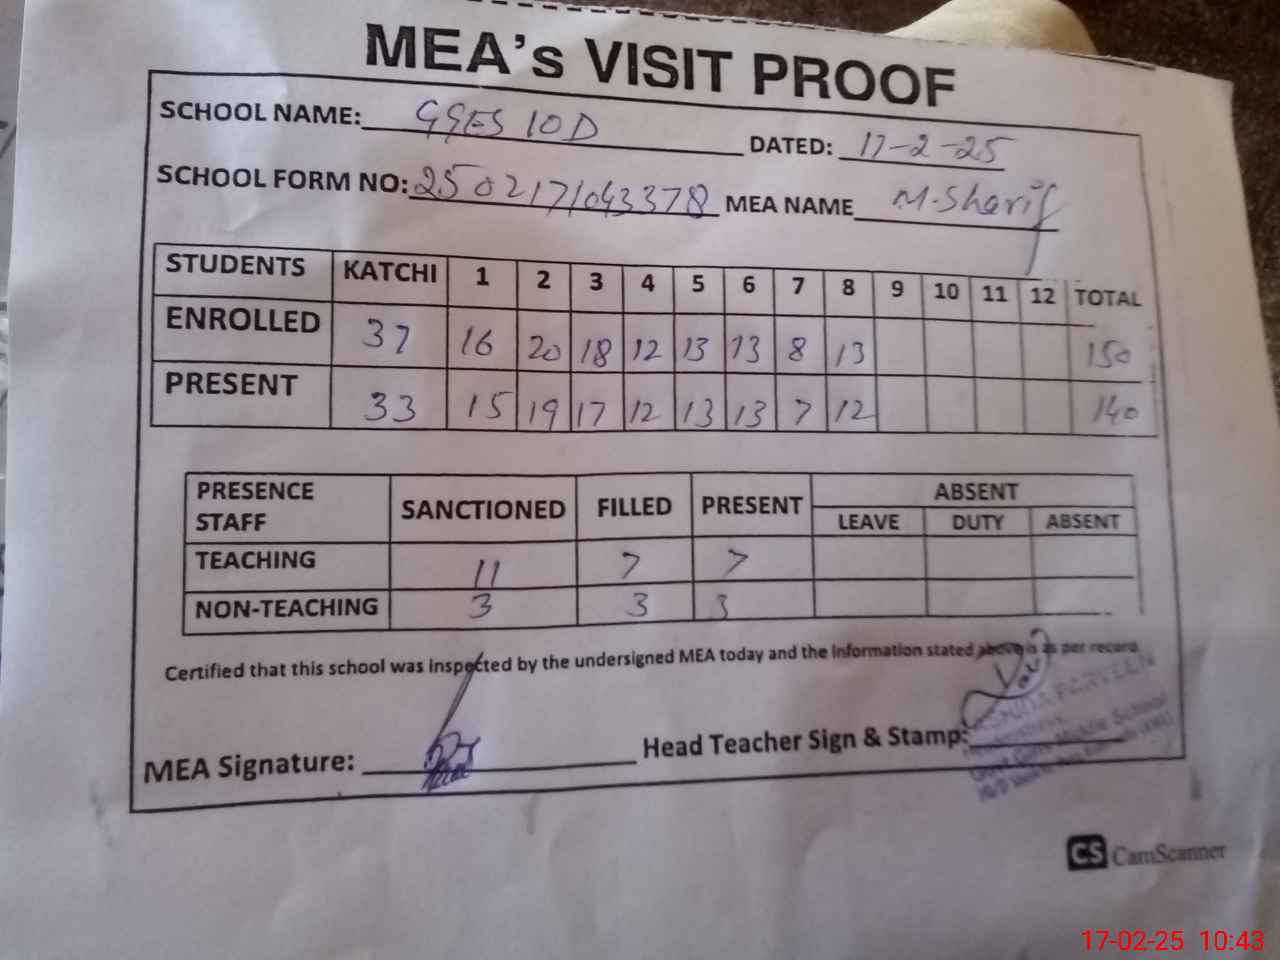 MEA's VISIT PROOF
SCHOOL NAME: GGES 10 D DATED: 17-2-25
SCHOOL FORM NO: 2502171043378 MEA NAME M.Sharif
STUDENTS KATCHI 1 2 3 4 5 6 7 8 9 10 11 12 TOTAL
ENROLLED 37 16 20 18 12 13 13 8 13 150
PRESENT 33 15 19 17 12 13 13 7 12 140
PRESENCE STAFF SANCTIONED FILLED PRESENT ABSENT
LEAVE DUTY ABSENT
TEACHING 11 7 7
NON-TEACHING 3 3 3
Certified that this school was inspected by the undersigned MEA today and the information stated above is as per record.
MEA Signature: Head Teacher Sign & Stamp:
PARVEEN
Middle School
CS CamScanner
17-02-25 10:43